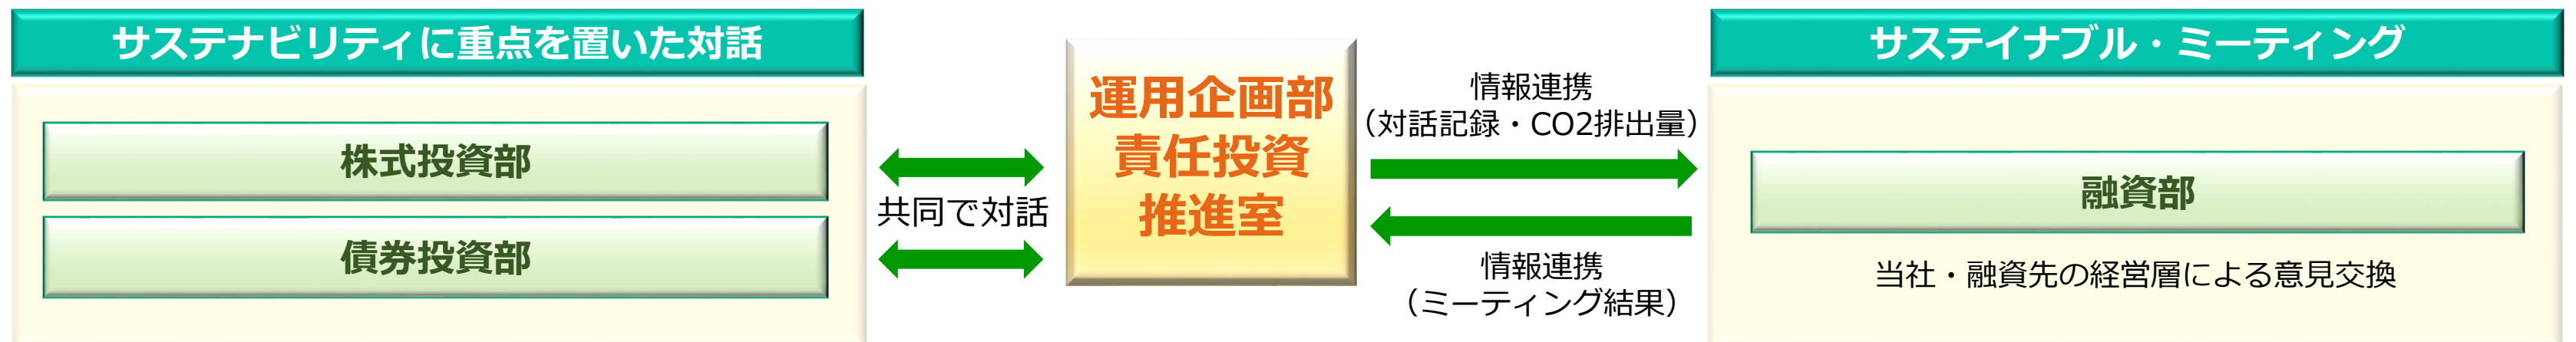 サステナビリティに重点を置いた対話
株式投資部
債券投資部
共同で対話
運用企画部
責任投資
推進室
情報連携
（対話記録・CO2排出量）
情報連携
（ミーティング結果）
サステイナブル・ミーティング
融資部
当社・融資先の経営層による意見交換